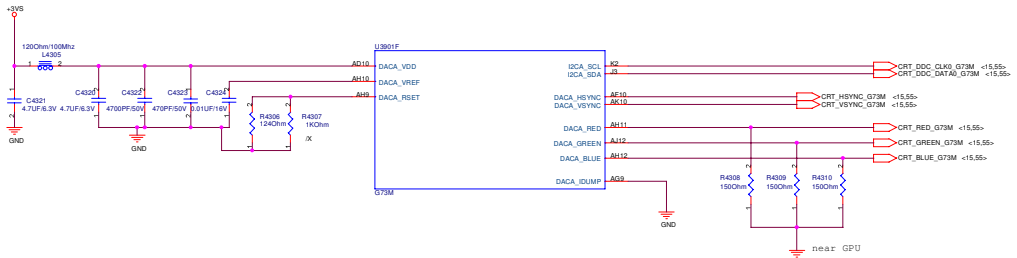 +3VS
120Ohm/100Mhz
L4305
1
2
U3901F
AD10
DACA_VDD
AH10
DACA_VREF
AH9
DACA_RSET
I2CA_SCL
K2
I2CA_SDA
J3
CRT_DDC_CLK0_G73M <15,55>
CRT_DDC_DATA0_G73M <15,55>
DACA_HSYNC
AF10
DACA_VSYNC
AK10
CRT_HSYNC_G73M <15,55>
CRT_VSYNC_G73M <15,55>
DACA_RED
AH11
CRT_RED_G73M <15,55>
DACA_GREEN
AJ12
CRT_GREEN_G73M <15,55>
DACA_BLUE
AH12
CRT_BLUE_G73M <15,55>
DACA_IDUMP
AG9
G73M
C4321
4.7UF/6.3V
C4320
4.7UF/6.3V
C4322
4700PF/50V
C4323
470PF/50V
C4324
0.01UF/16V
R4306
124Ohm
R4307
1KOhm
/X
GND
GND
GND
R4308
150Ohm
R4309
150Ohm
R4310
150Ohm
near GPU